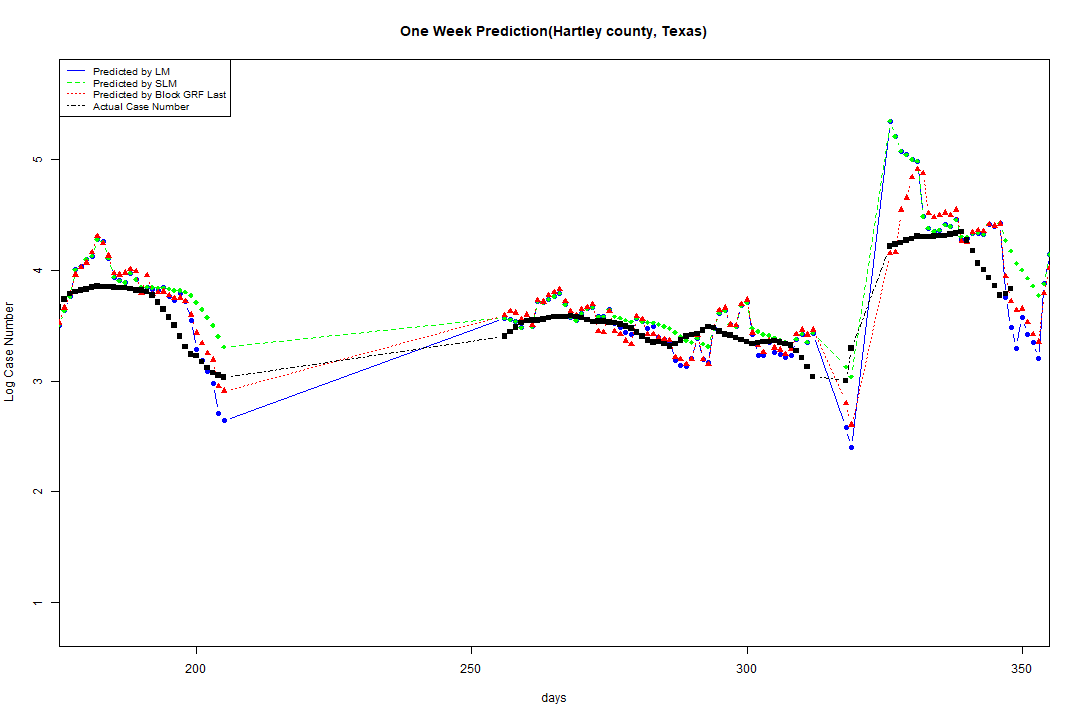 One Week Prediction(Hartley county, Texas)
Predicted by LM
Predicted by SLM
Predicted by Block GRF Last
Actual Case Number
5
4
3
2
1
Log Case Number
200
250
300
350
days